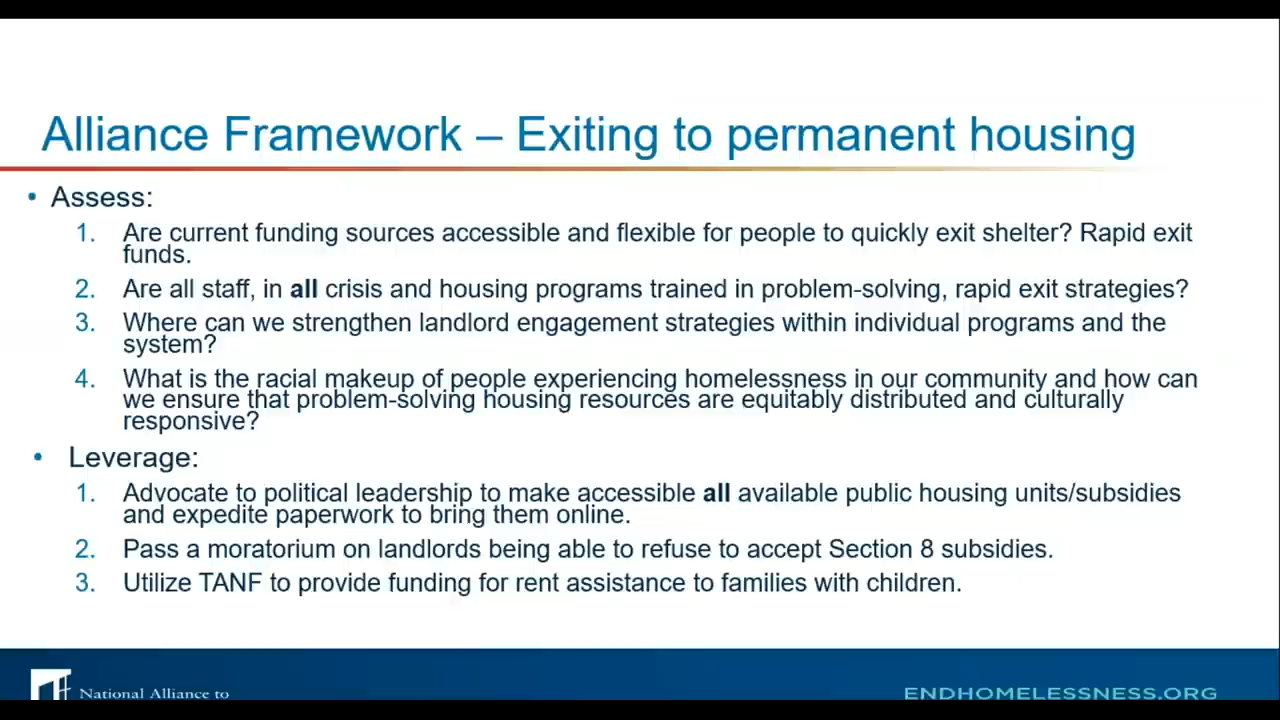 Alliance Framework – Exiting to permanent housing
• Assess:
1. Are current funding sources accessible and flexible for people to quickly exit shelter? Rapid exit
funds.
2. Are all staff, in all crisis and housing programs trained in problem-solving, rapid exit strategies?
3. Where can we strengthen landlord engagement strategies within individual programs and the
system?
4. What is the racial makeup of people experiencing homelessness in our community and how can
we ensure that problem-solving housing resources are equitably distributed and culturally
responsive?
• Leverage:
1. Advocate to political leadership to make accessible all available public housing units/subsidies
and expedite paperwork to bring them online.
2. Pass a moratorium on landlords being able to refuse to accept Section 8 subsidies.
3. Utilize TANF to provide funding for rent assistance to families with children.
National Alliance to
ENDHOMELESSNESS.ORG